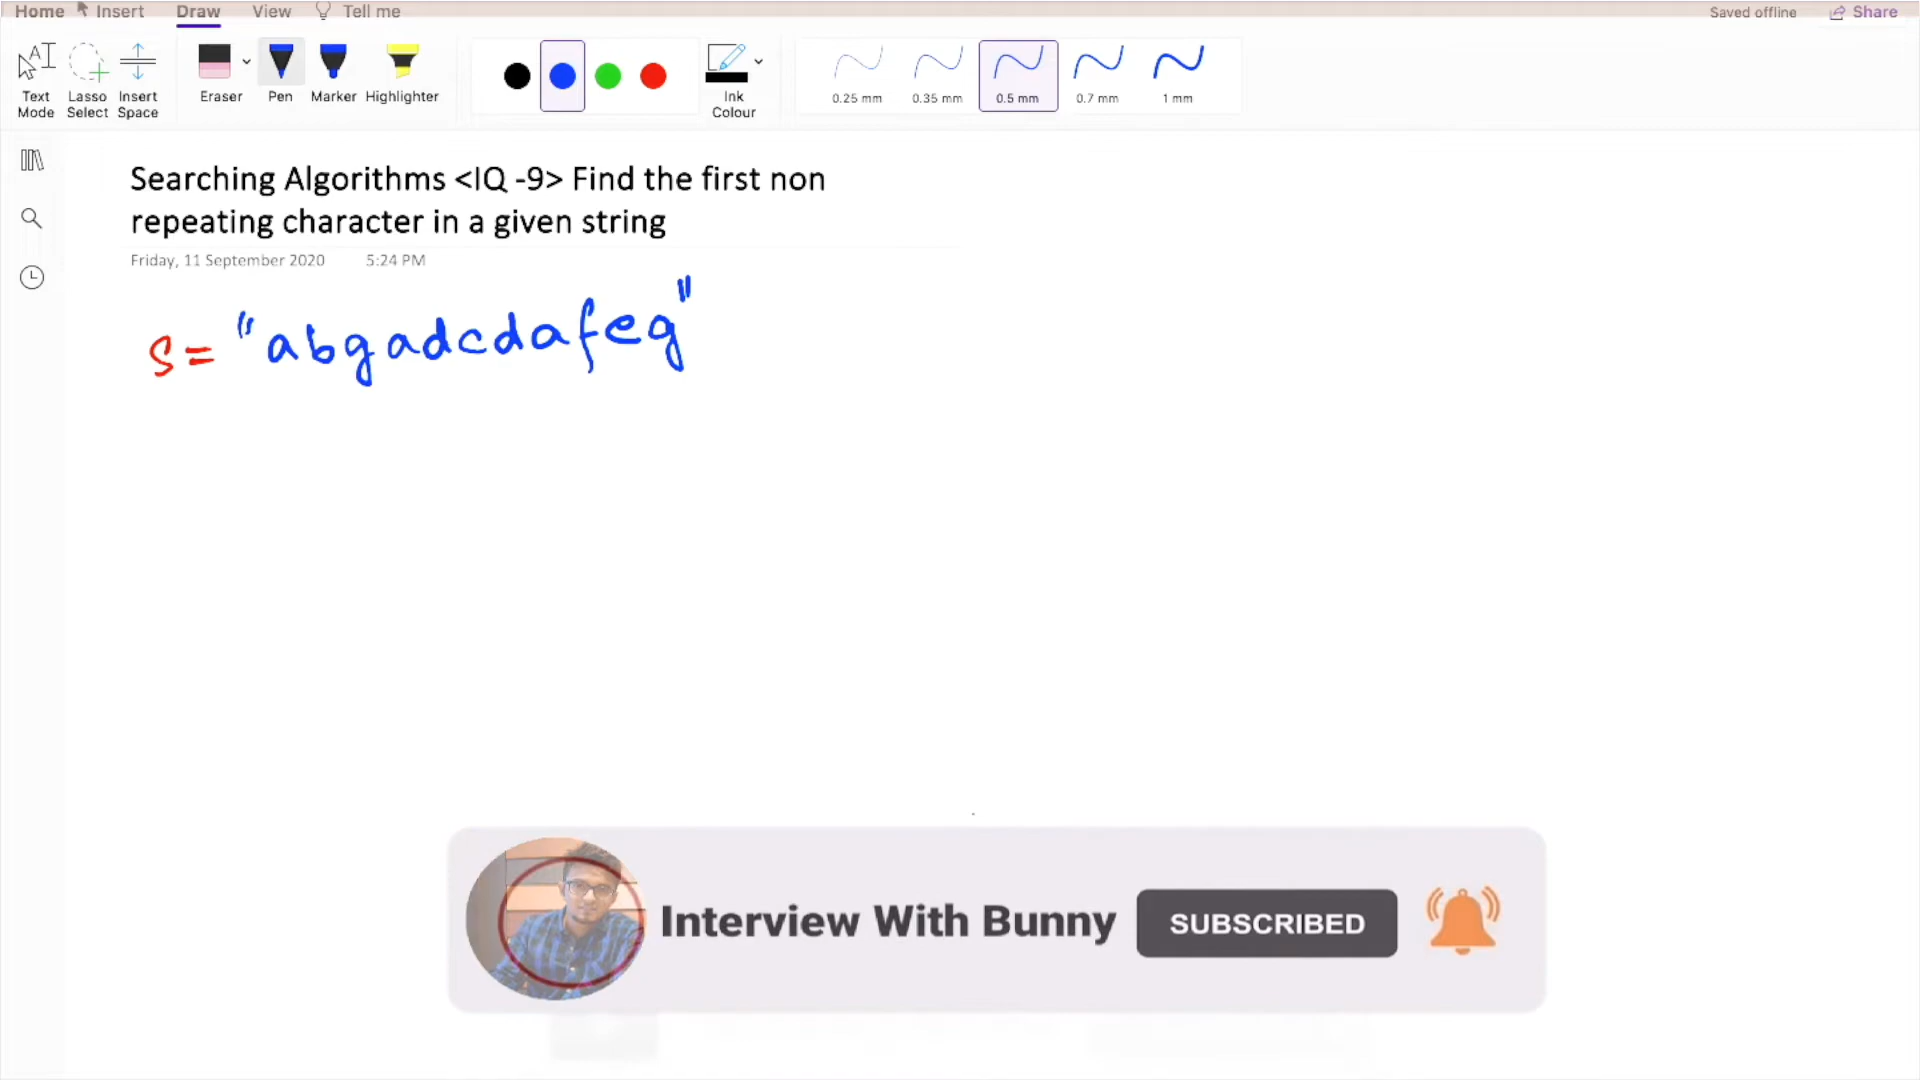 Home Insert Draw View Tell me Saved offline Share
Text Mode Lasso Select Insert Space Eraser Pen Marker Highlighter Ink Colour 0.25 mm 0.35 mm 0.5 mm 0.7 mm 1 mm
Searching Algorithms <IQ -9> Find the first non
repeating character in a given string
Friday, 11 September 2020 5:24 PM
s= "abgadcdafeg"
Interview With Bunny SUBSCRIBED